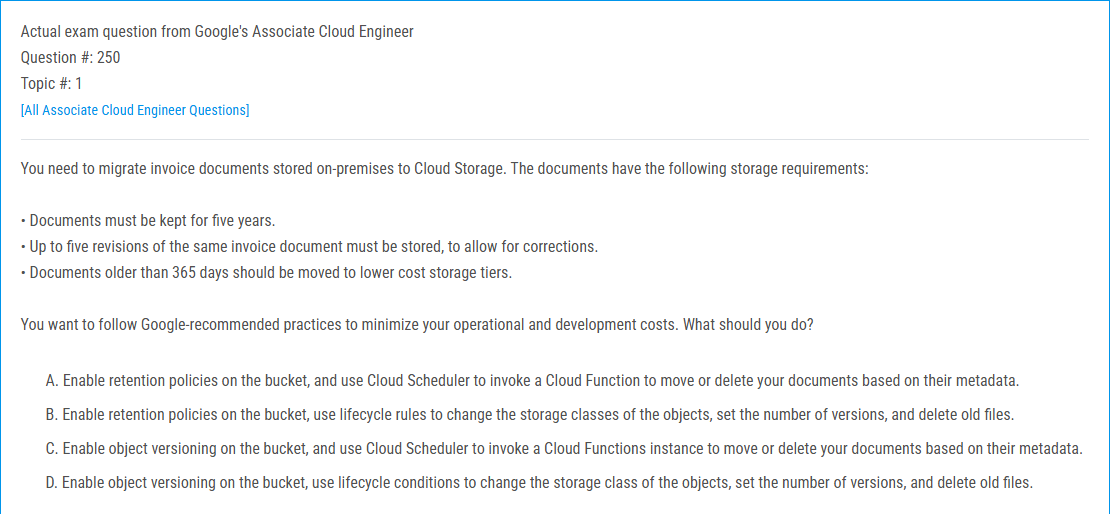 Actual exam question from Google's Associate Cloud Engineer
Question #: 250
Topic #: 1
[All Associate Cloud Engineer Questions]
You need to migrate invoice documents stored on-premises to Cloud Storage. The documents have the following storage requirements:
• Documents must be kept for five years.
• Up to five revisions of the same invoice document must be stored, to allow for corrections.
• Documents older than 365 days should be moved to lower cost storage tiers.
You want to follow Google-recommended practices to minimize your operational and development costs. What should you do?
A. Enable retention policies on the bucket, and use Cloud Scheduler to invoke a Cloud Function to move or delete your documents based on their metadata.
B. Enable retention policies on the bucket, use lifecycle rules to change the storage classes of the objects, set the number of versions, and delete old files.
C. Enable object versioning on the bucket, and use Cloud Scheduler to invoke a Cloud Functions instance to move or delete your documents based on their metadata.
D. Enable object versioning on the bucket, use lifecycle conditions to change the storage class of the objects, set the number of versions, and delete old files.